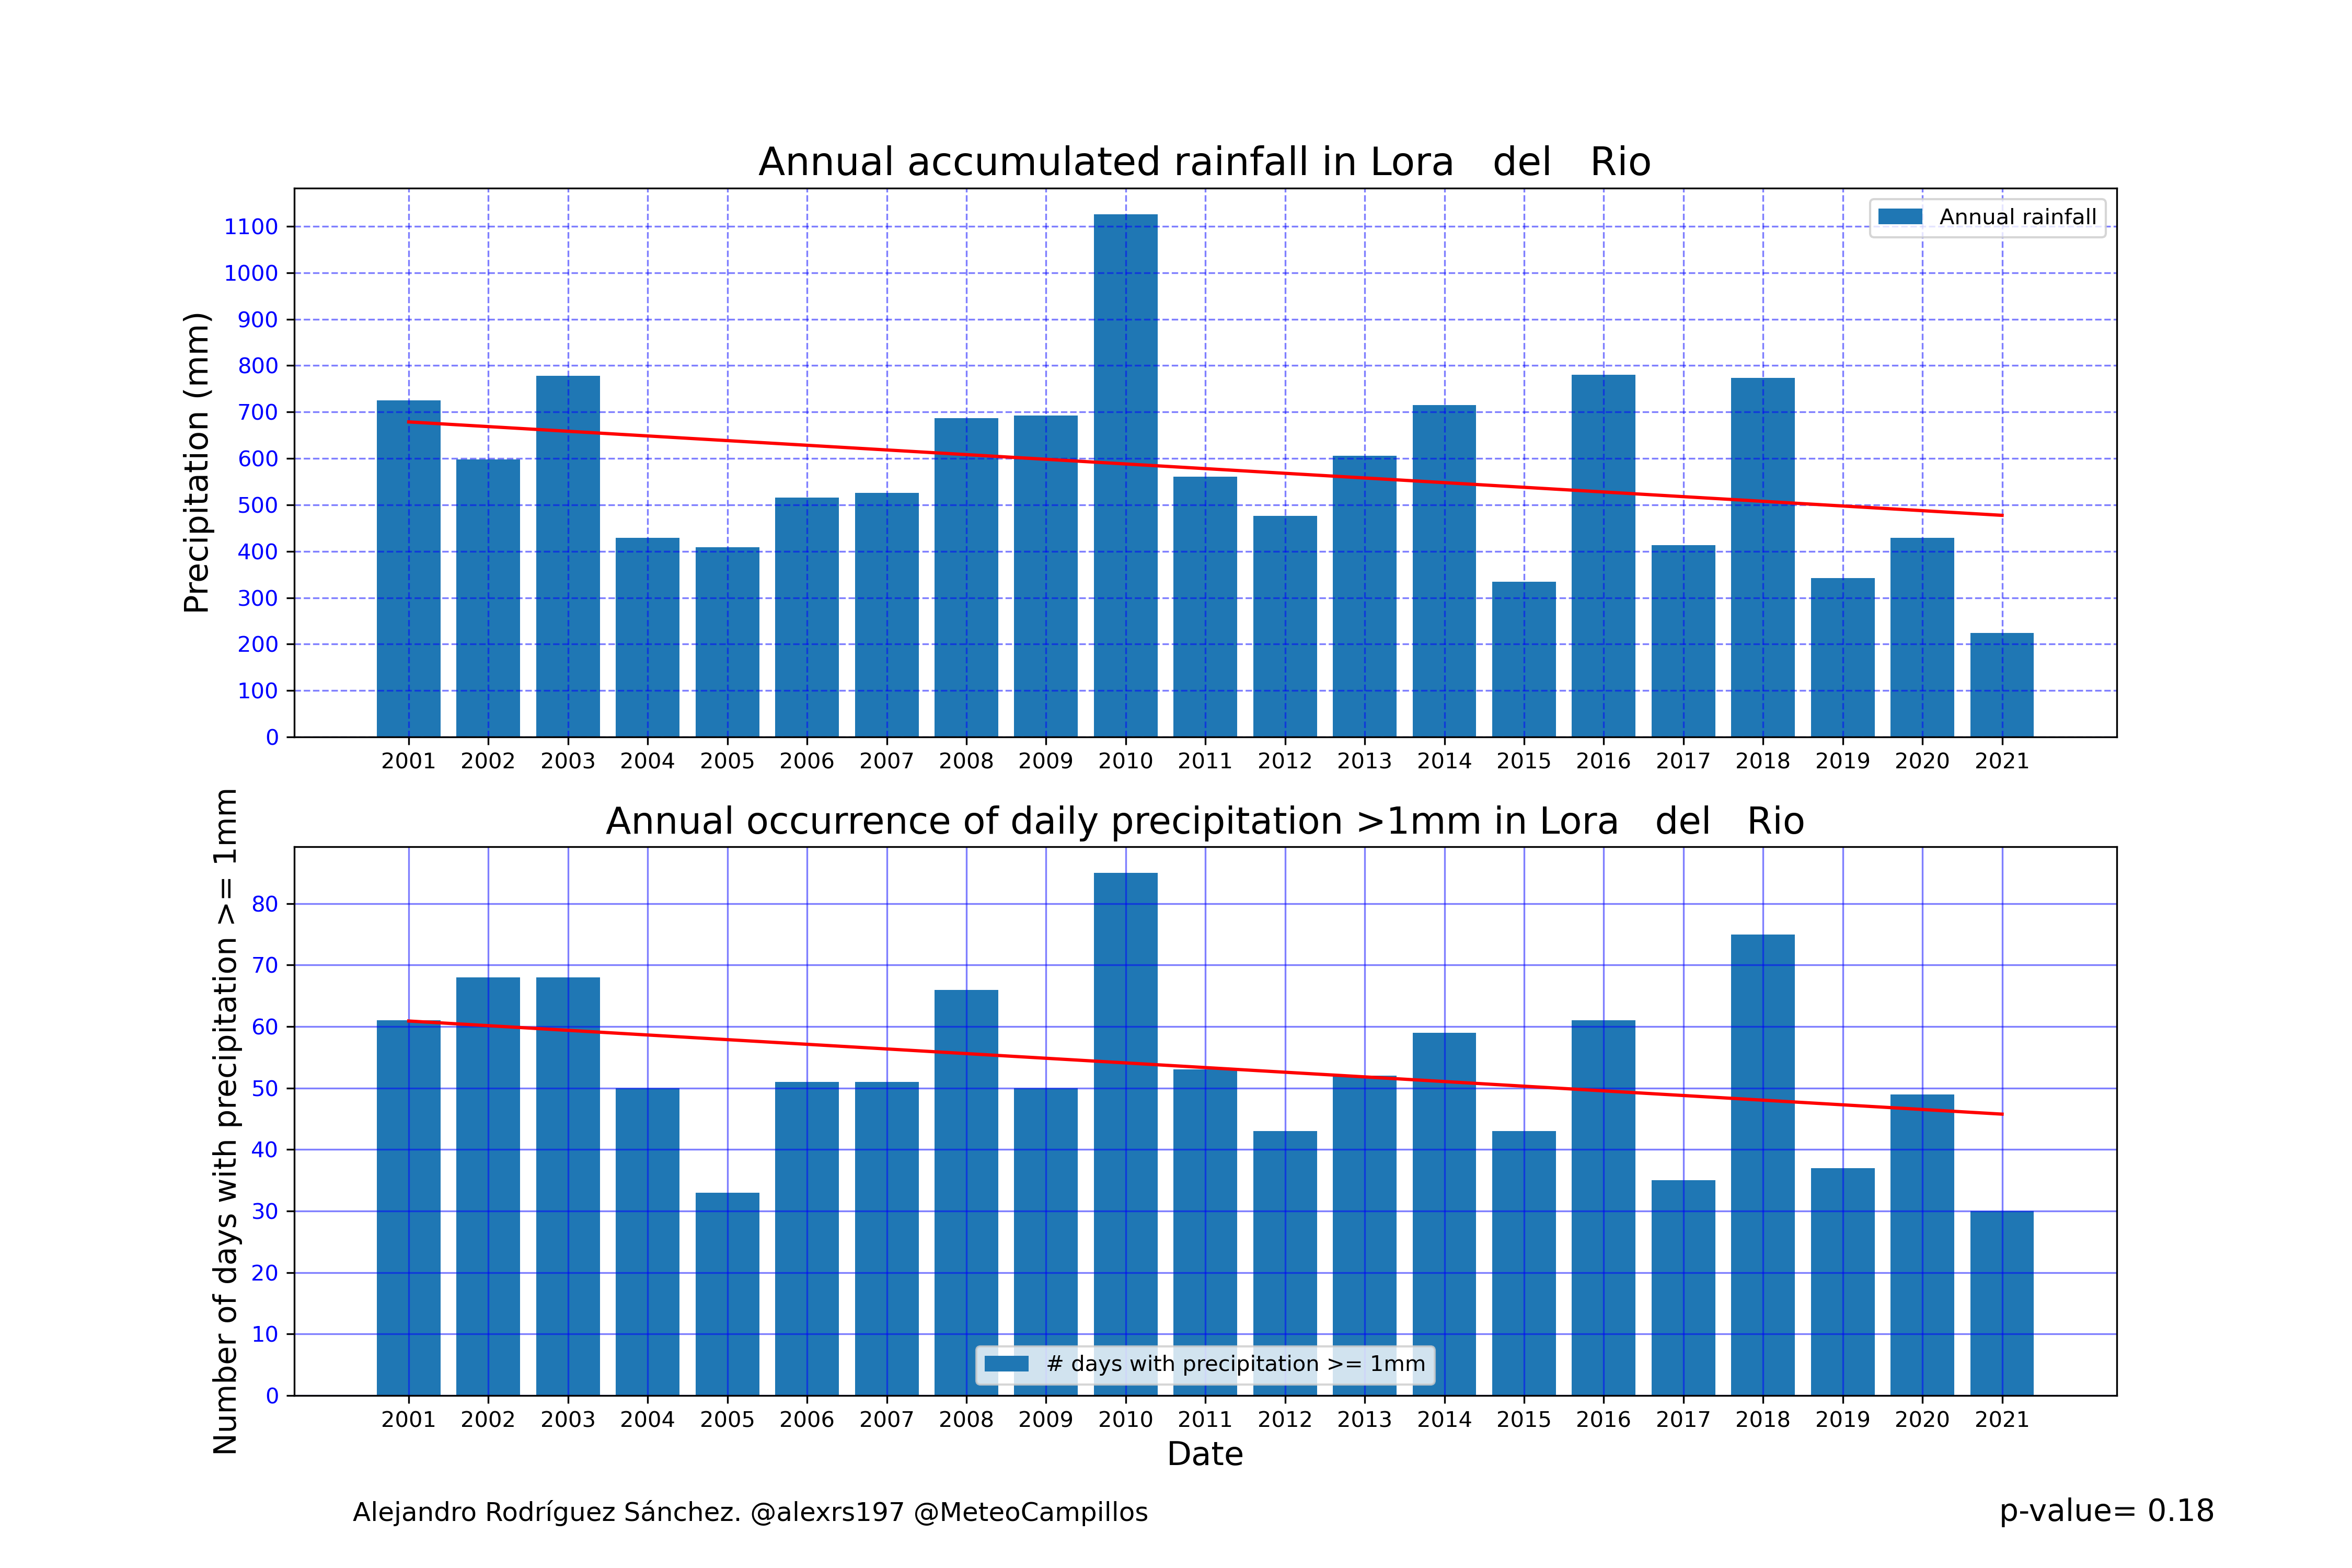 Annual accumulated rainfall in Lora   del   Rio
Annual rainfall
Precipitation (mm)
1100
1000
900
800
700
600
500
400
300
200
100
0
2001 2002 2003 2004 2005 2006 2007 2008 2009 2010 2011 2012 2013 2014 2015 2016 2017 2018 2019 2020 2021
Annual occurrence of daily precipitation >1mm in Lora   del   Rio
Number of days with precipitation >= 1mm
80
70
60
50
40
30
20
10
0
# days with precipitation >= 1mm
2001 2002 2003 2004 2005 2006 2007 2008 2009 2010 2011 2012 2013 2014 2015 2016 2017 2018 2019 2020 2021
Date
Alejandro Rodríguez Sánchez. @alexrs197 @MeteoCampillos
p-value= 0.18